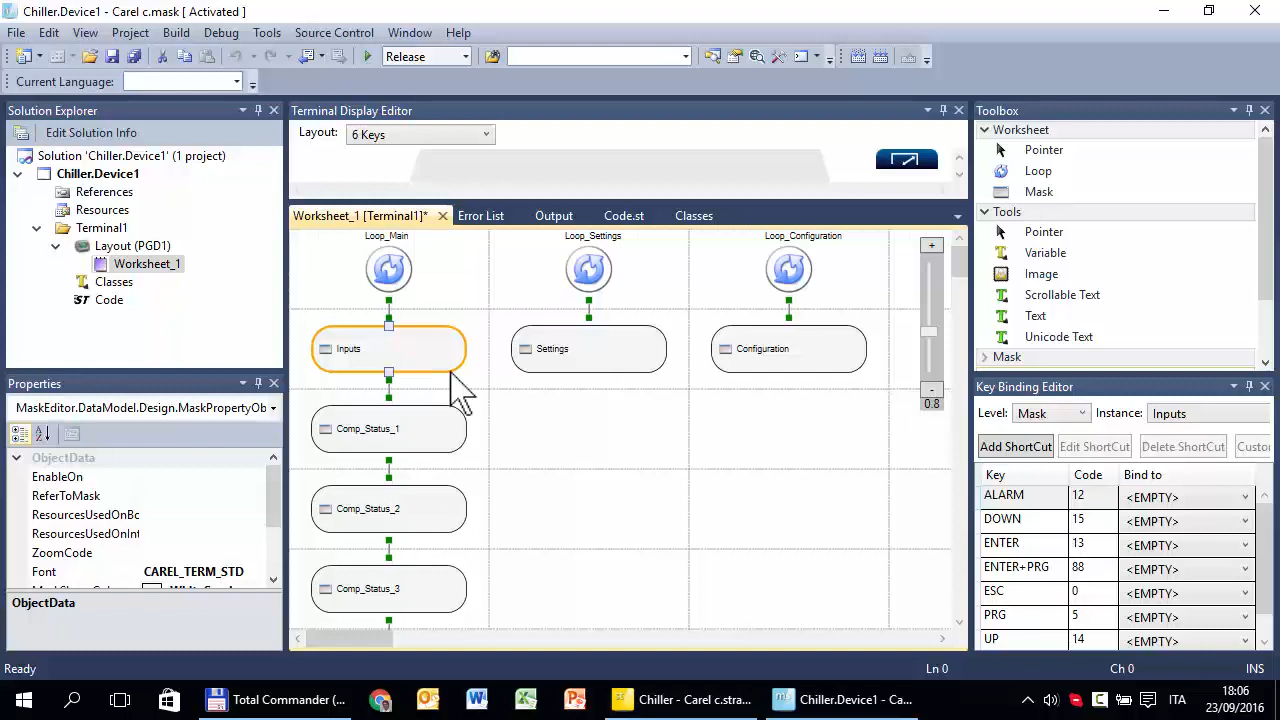 Chiller.Device1 - Carel c.mask [ Activated ]
File Edit View Project Build Debug Tools Source Control Window Help
Release
Current Language:
Solution Explorer
Edit Solution Info
Solution 'Chiller.Device1' (1 project)
Chiller.Device1
References
Resources
Terminal1
Layout (PGD1)
Worksheet_1
Classes
ST Code
Properties
MaskEditor.DataModel.Design.MaskPropertyOb
ObjectData
EnableOn
ReferToMask
ResourcesUsedOnBc
ResourcesUsedOnInt
ZoomCode
Font CAREL_TERM_STD
ObjectData
Terminal Display Editor
Layout: 6 Keys
Worksheet_1 [Terminal1]* Error List Output Code.st Classes
Loop_Main Loop_Settings Loop_Configuration
+
Inputs Settings Configuration
-
0.8
Comp_Status_1
Comp_Status_2
Comp_Status_3
Toolbox
Worksheet
Pointer
Loop
Mask
Tools
Pointer
Variable
Image
Scrollable Text
Text
Unicode Text
Mask
Key Binding Editor
Level: Mask Instance: Inputs
Add ShortCut Edit ShortCut Delete ShortCut Custo
Key Code Bind to
ALARM 12 <EMPTY>
DOWN 15 <EMPTY>
ENTER 13 <EMPTY>
ENTER+PRG 88 <EMPTY>
ESC 0 <EMPTY>
PRG 5 <EMPTY>
UP 14 <EMPTY>
Ready Ln 0 Ch 0 INS
Total Commander (... Chiller - Carel c.stra... Chiller.Device1 - Ca... ITA
18:06
23/09/2016